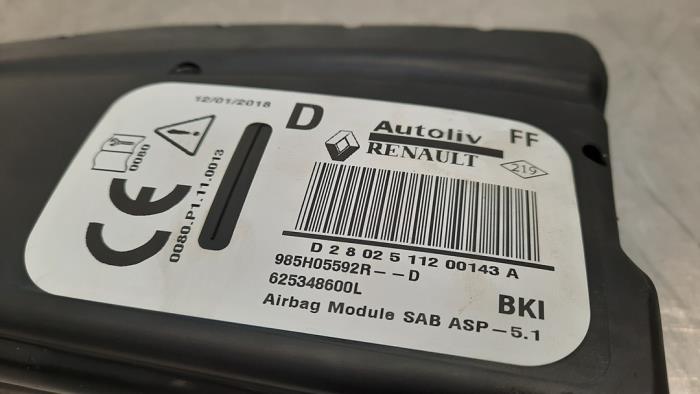 12/01/2018
D
Autoliv FF
RENAULT
219
0080
CE
0080.P1.11.0013
D 2 8 02 5 112 00143 A
985H05592R--D
625348600L
BKI
Airbag Module SAB ASP-5.1